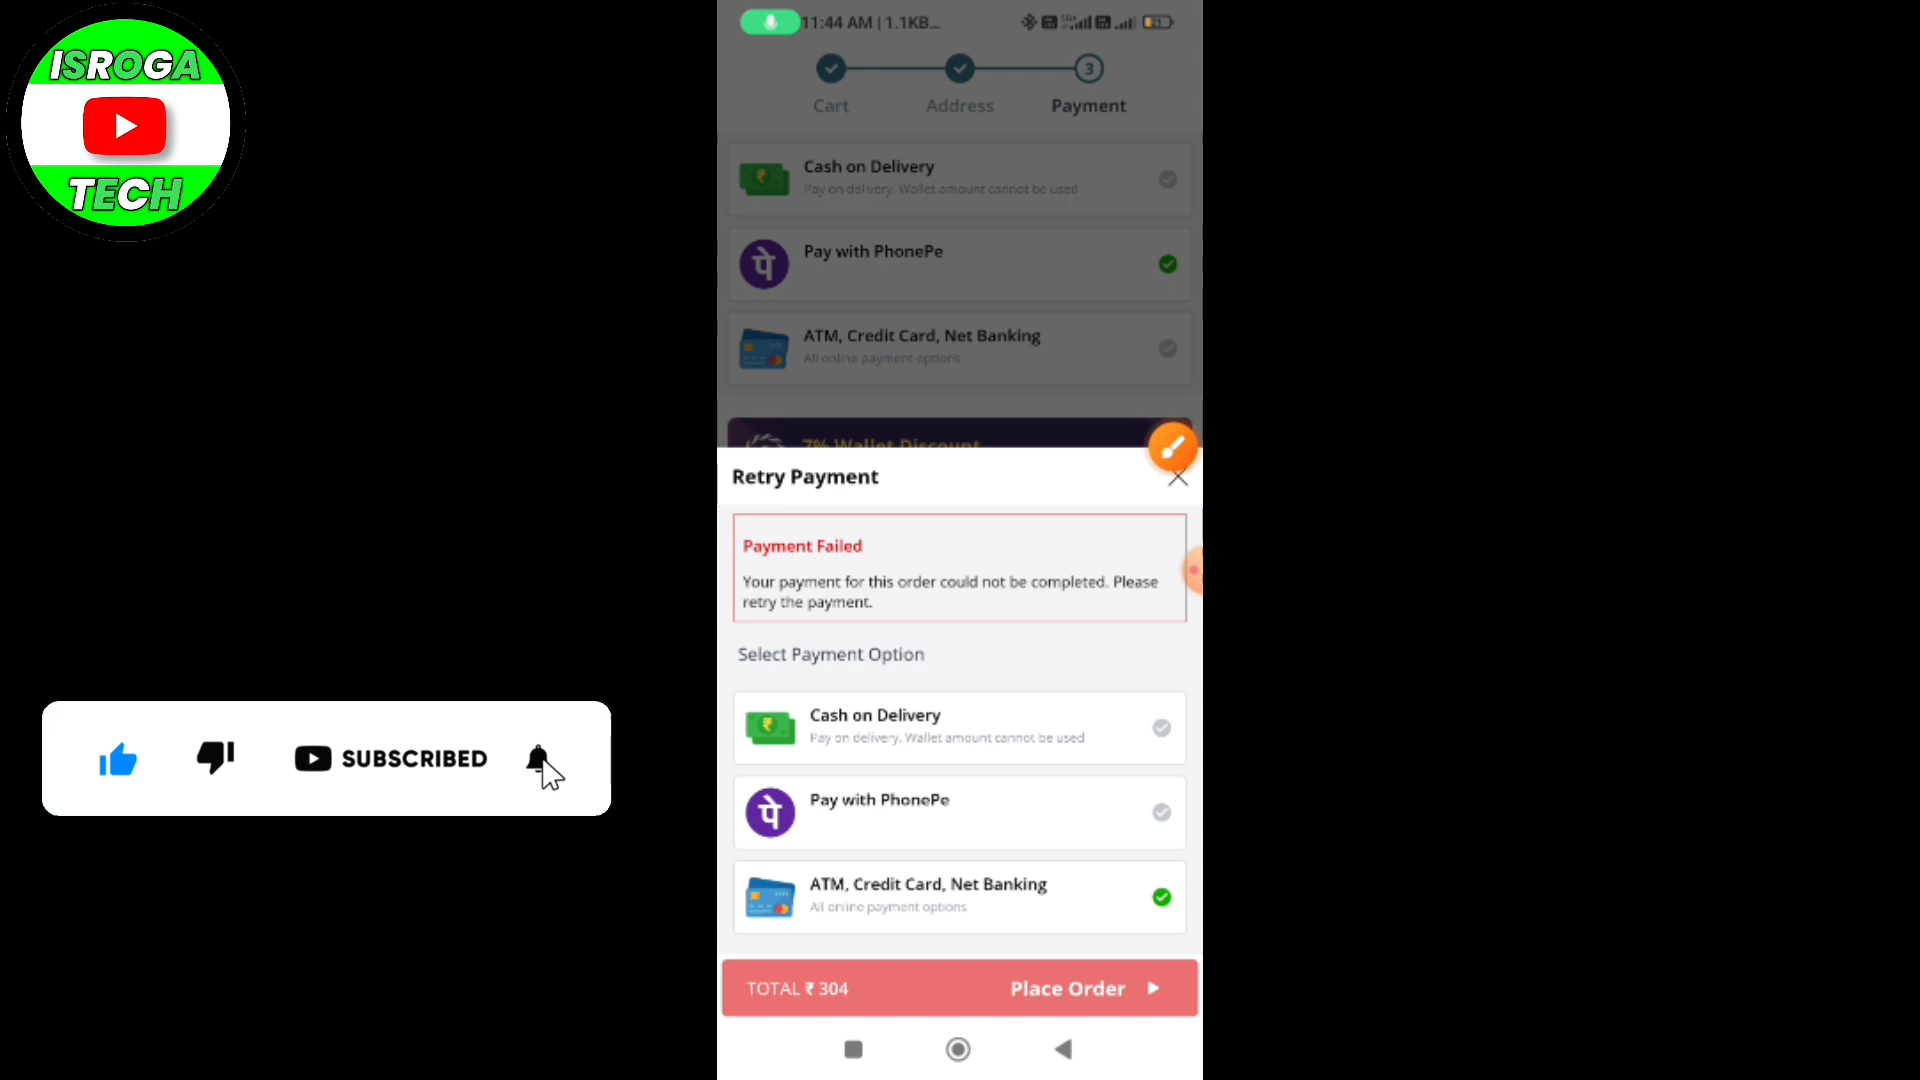 ISROGA
TECH
11:44 AM | 1.1KB...
3
Cart
Address
Payment
Cash on Delivery
Pay on delivery. Wallet amount cannot be used
पे
Pay with PhonePe
ATM, Credit Card, Net Banking
All online payment options
7% Wallet Discount
Retry Payment
Payment Failed
Your payment for this order could not be completed. Please
retry the payment.
Select Payment Option
Cash on Delivery
Pay on delivery. Wallet amount cannot be used
पे
Pay with PhonePe
ATM, Credit Card, Net Banking
All online payment options
TOTAL ₹ 304
Place Order
SUBSCRIBED